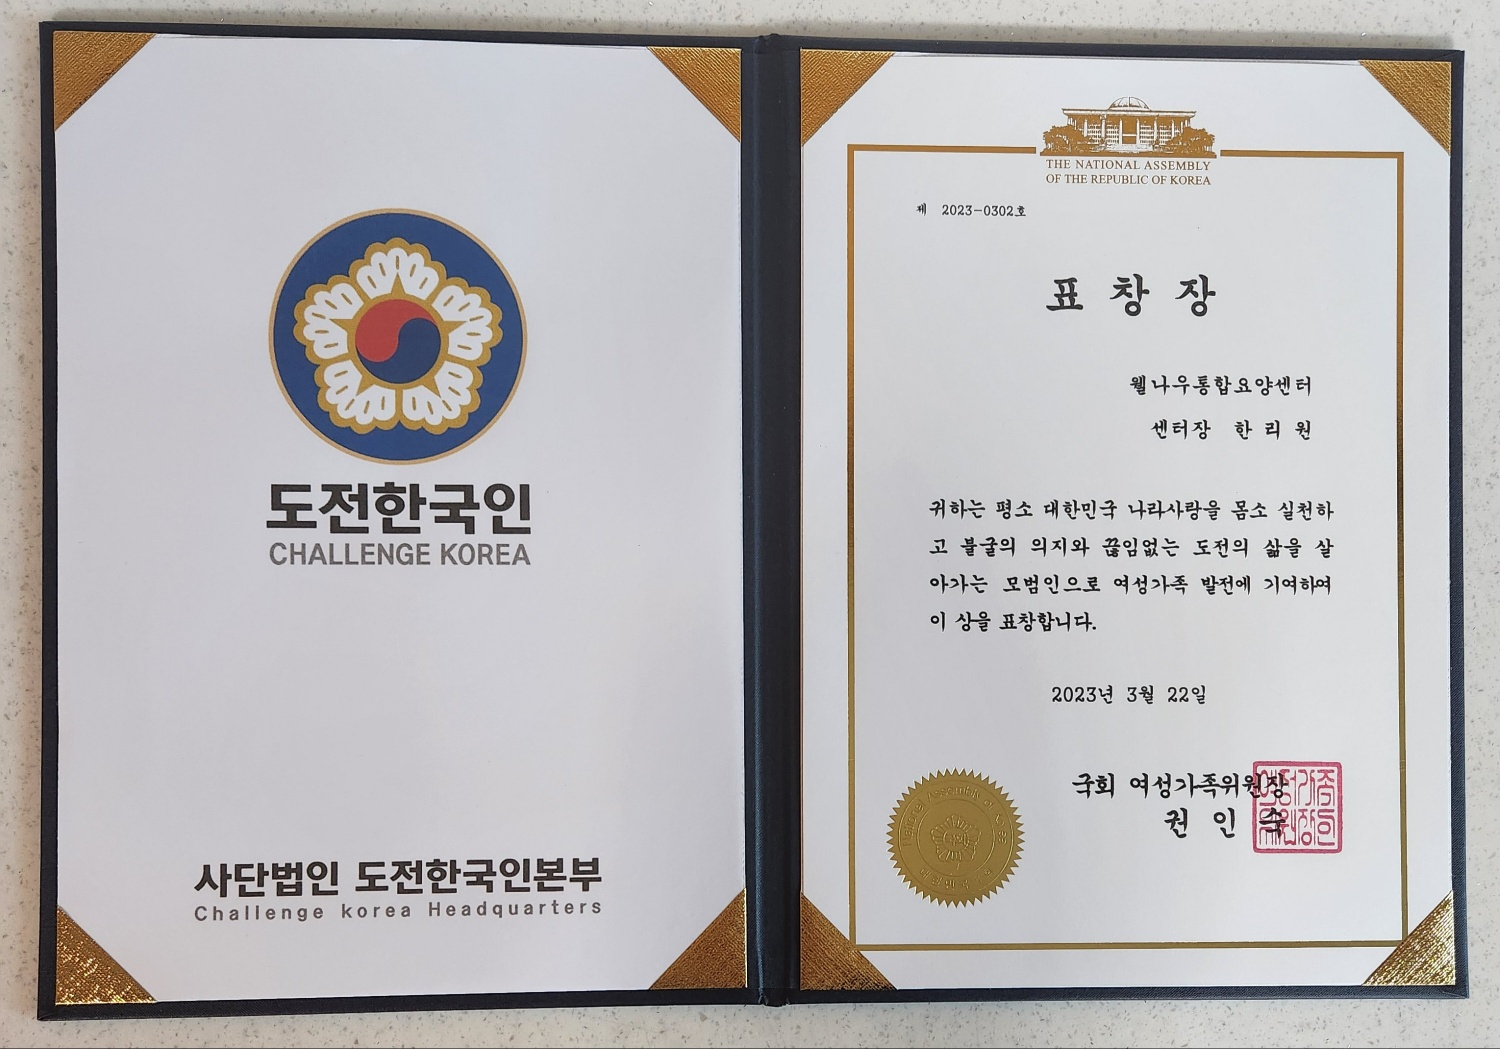 도전한국인
CHALLENGE KOREA
사단법인 도전한국인본부
Challenge korea Headquarters
THE NATIONAL ASSEMBLY
OF THE REPUBLIC OF KOREA
제 2023-0302호
표 창 장
웰나우통합요양센터
센터장 한 리 원
귀하는 평소 대한민국 나라사랑을 몸소 실천하
고 불굴의 의지와 끊임없는 도전의 삶을 살
아가는 모범인으로 여성가족 발전에 기여하여
이 상을 표창합니다.
2023년 3월 22일
국회 여성가족위원장
권 인 숙